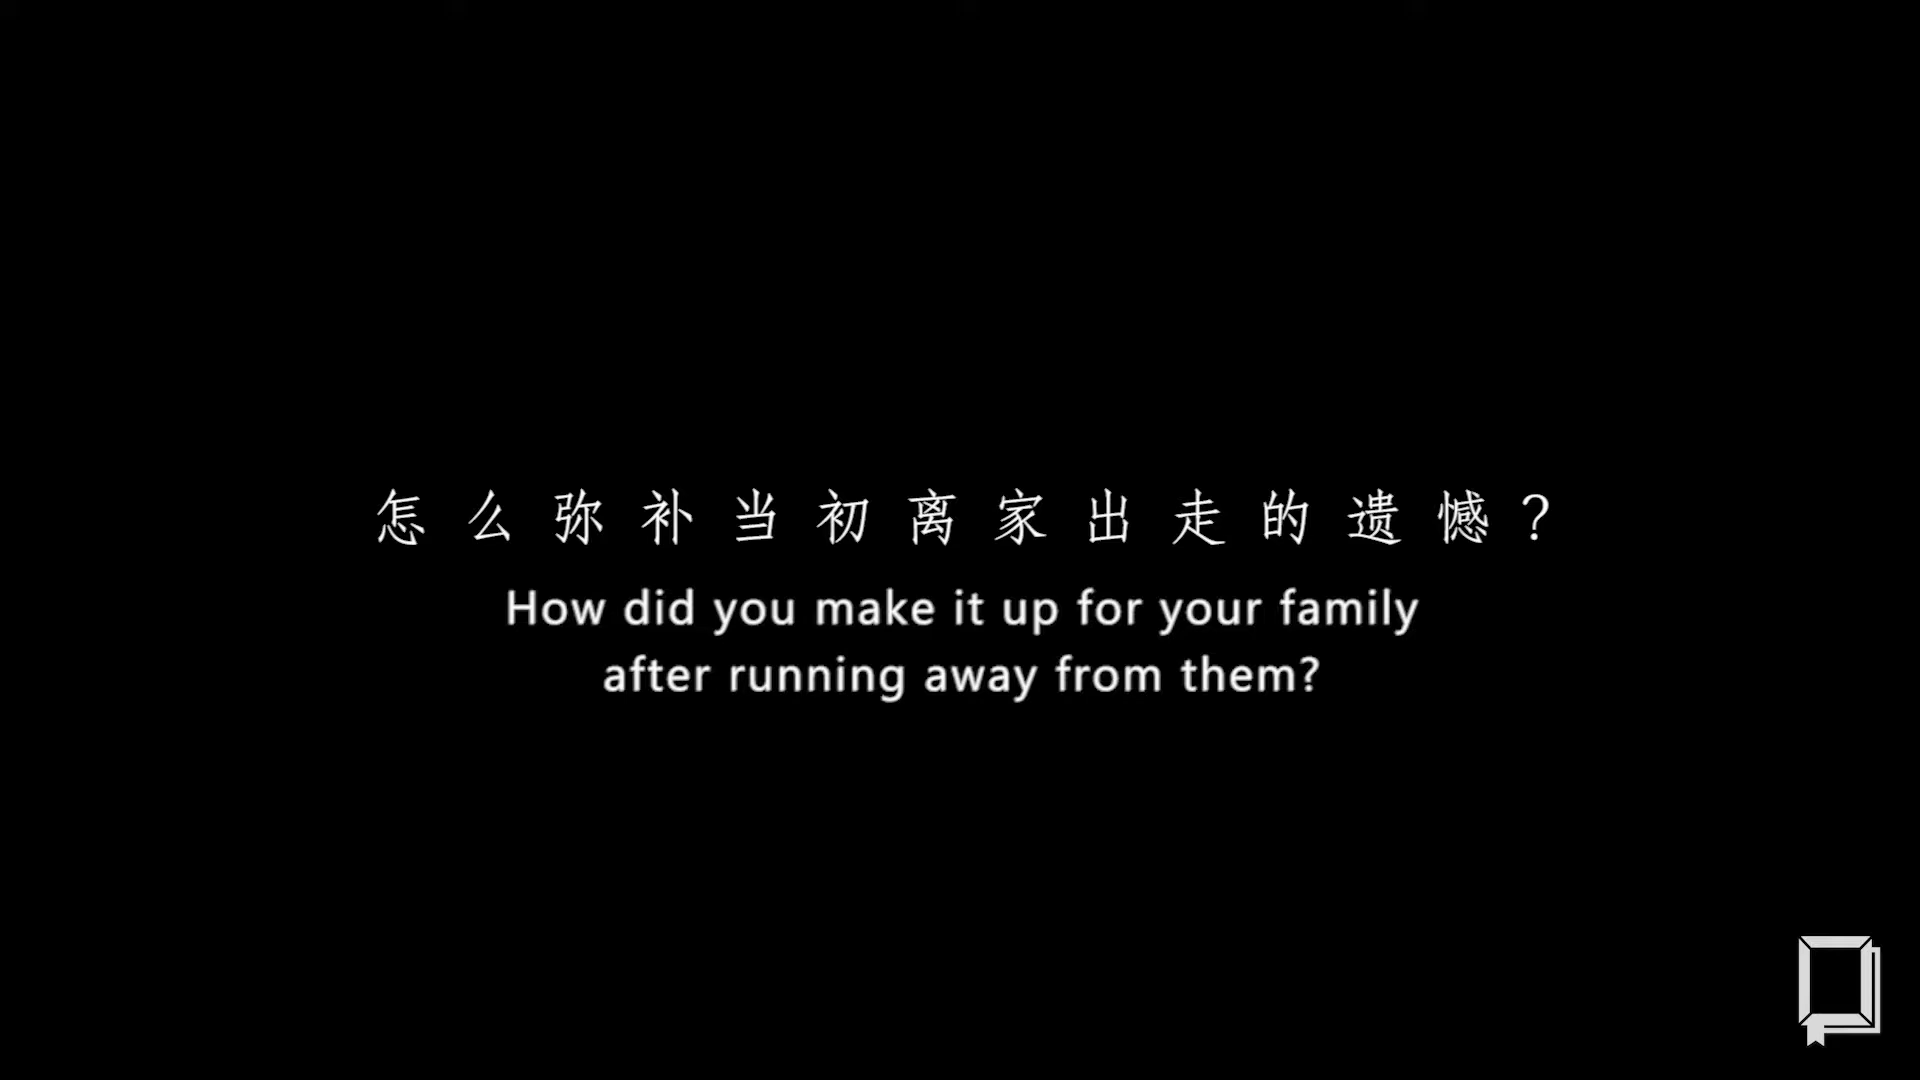 怎么弥补当初离家出走的遗憾？
How did you make it up for your family
after running away from them?